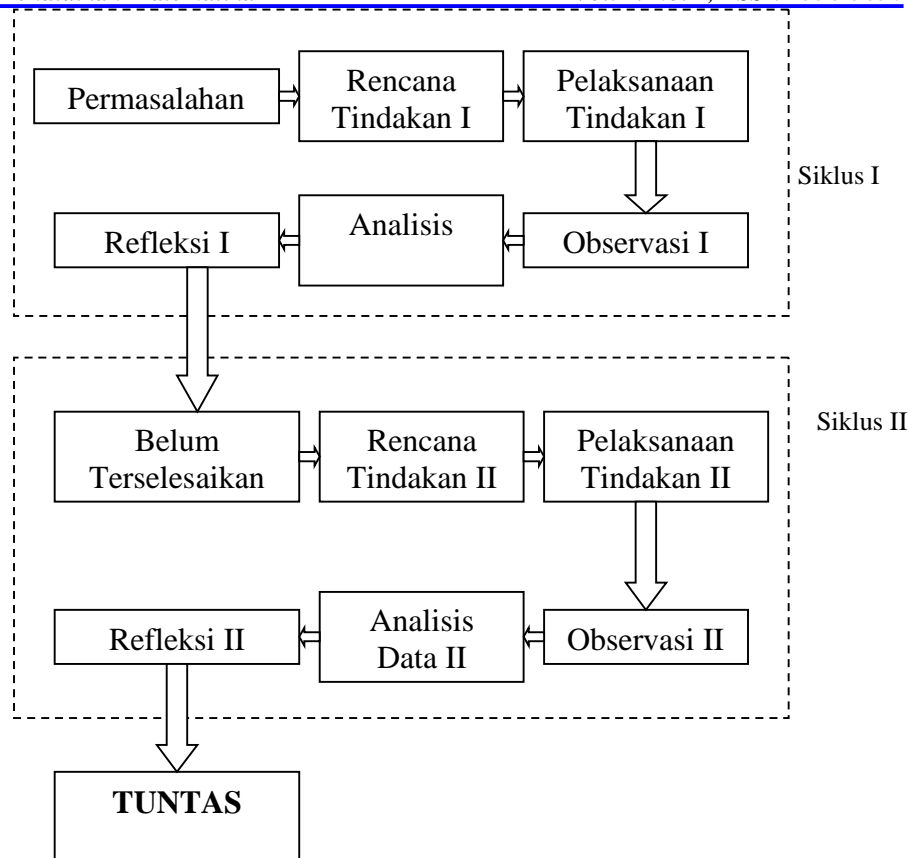 Permasalahan
Rencana
Tindakan I
Pelaksanaan
Tindakan I
Siklus I
Refleksi I
Analisis
Observasi I
Belum
Terselesaikan
Rencana
Tindakan II
Pelaksanaan
Tindakan II
Siklus II
Refleksi II
Analisis
Data II
Observasi II
TUNTAS